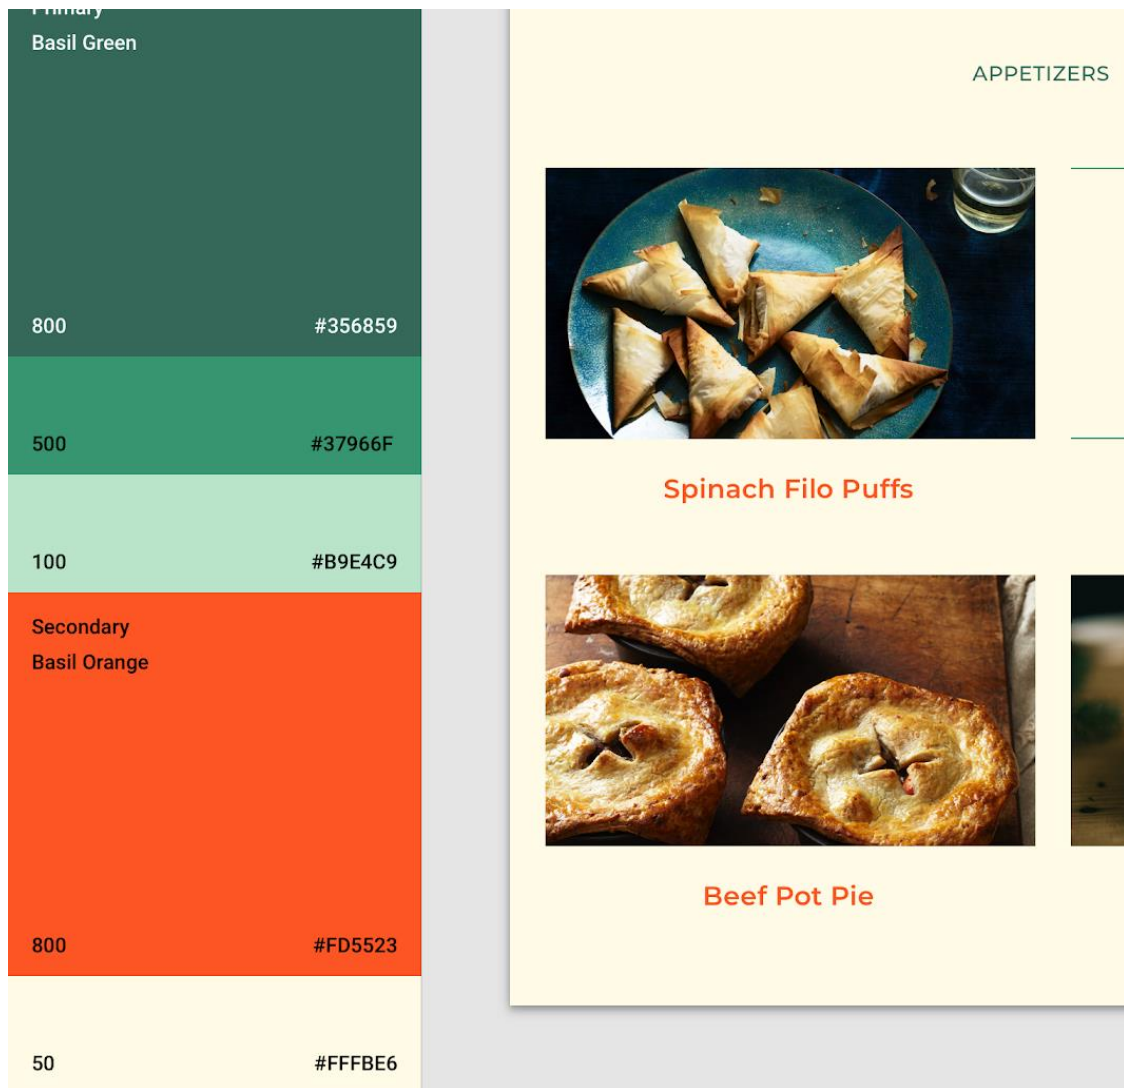 Primary
Basil Green
800 #356859
500 #37966F
100 #B9E4C9
Secondary
Basil Orange
800 #FD5523
50 #FFFBE6
APPETIZERS
Spinach Filo Puffs
Beef Pot Pie